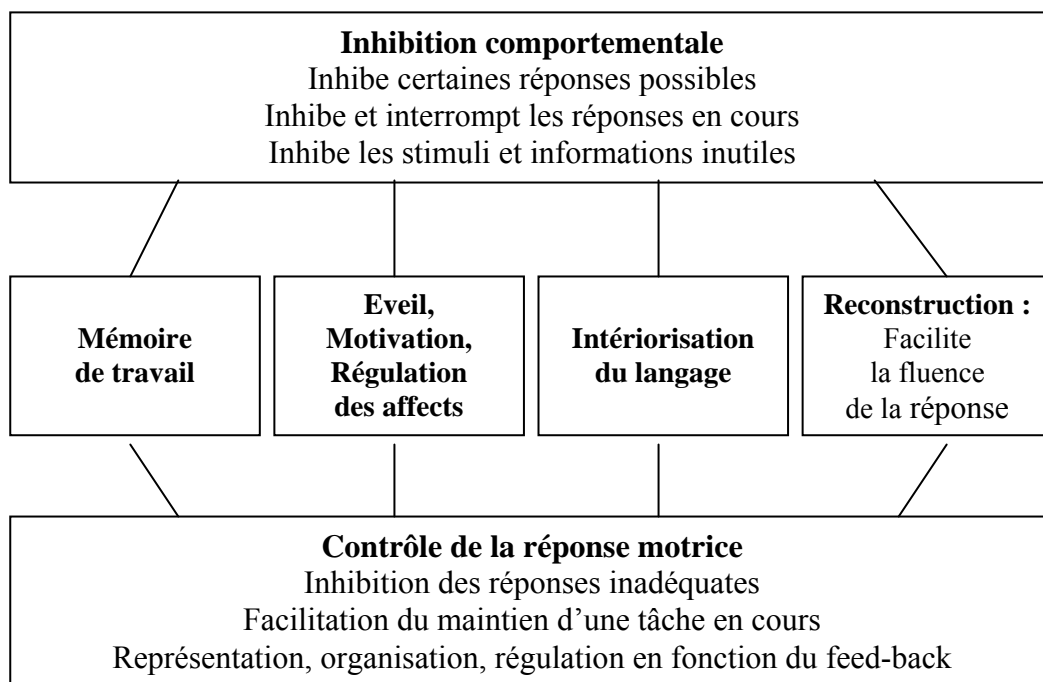 Inhibition comportementale
Inhibe certaines réponses possibles
Inhibe et interrompt les réponses en cours
Inhibe les stimuli et informations inutiles
Mémoire
de travail
Eveil,
Motivation,
Régulation
des affects
Intériorisation
du langage
Reconstruction :
Facilite
la fluence
de la réponse
Contrôle de la réponse motrice
Inhibition des réponses inadéquates
Facilitation du maintien d’une tâche en cours
Représentation, organisation, régulation en fonction du feed-back